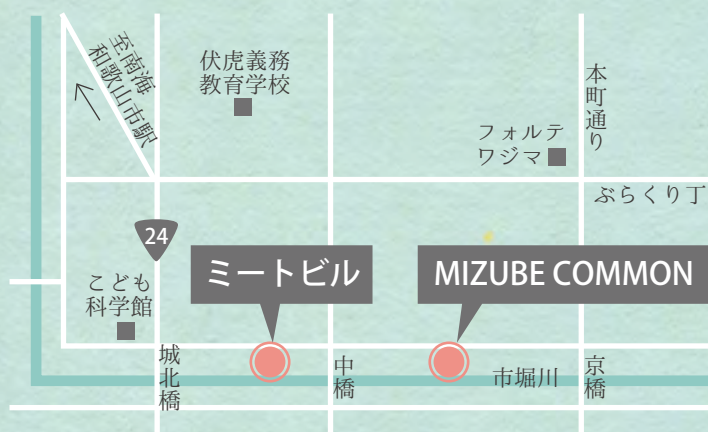 至南海
和歌山市駅
伏虎義務
教育学校
フォルテ
ワジマ
本町通り
ぶらくり丁
24
ミートビル
MIZUBE COMMON
こども
科学館
城北橋
中橋
市堀川
京橋